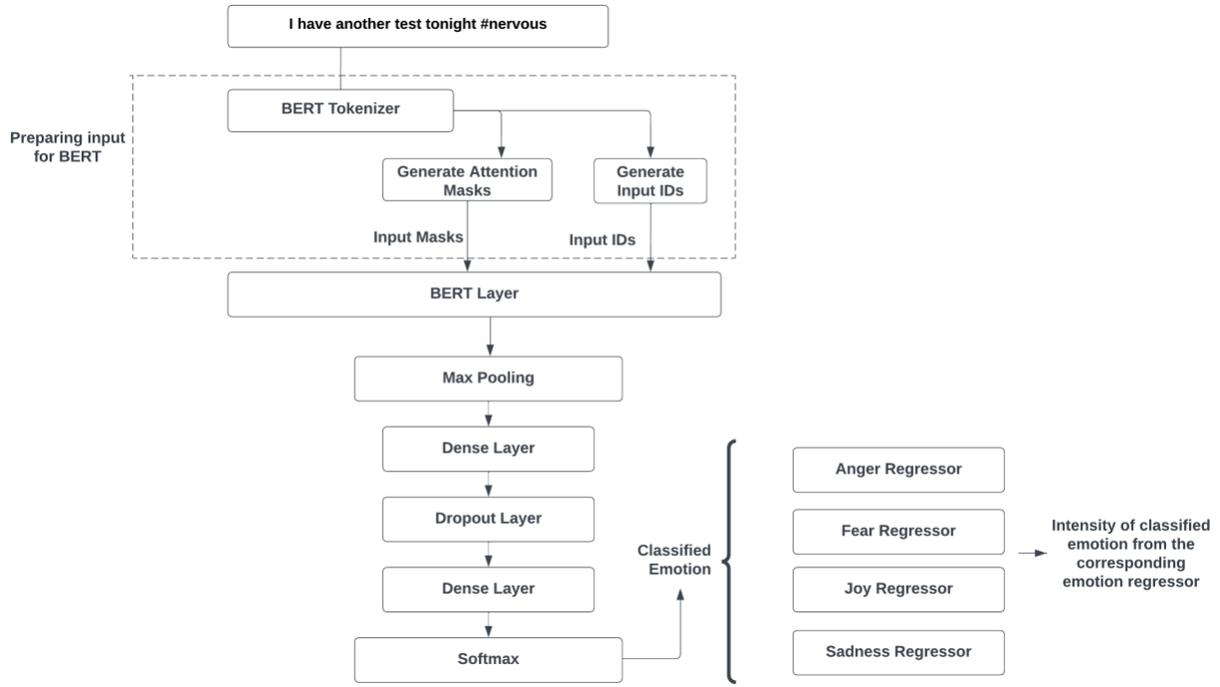 I have another test tonight #nervous
BERT Tokenizer
Preparing input
for BERT
Generate Attention
Masks
Generate
Input IDs
Input Masks
Input IDs
BERT Layer
Max Pooling
Dense Layer
Dropout Layer
Dense Layer
Softmax
Classified
Emotion
Anger Regressor
Fear Regressor
Joy Regressor
Sadness Regressor
Intensity of classified
emotion from the
corresponding
emotion regressor